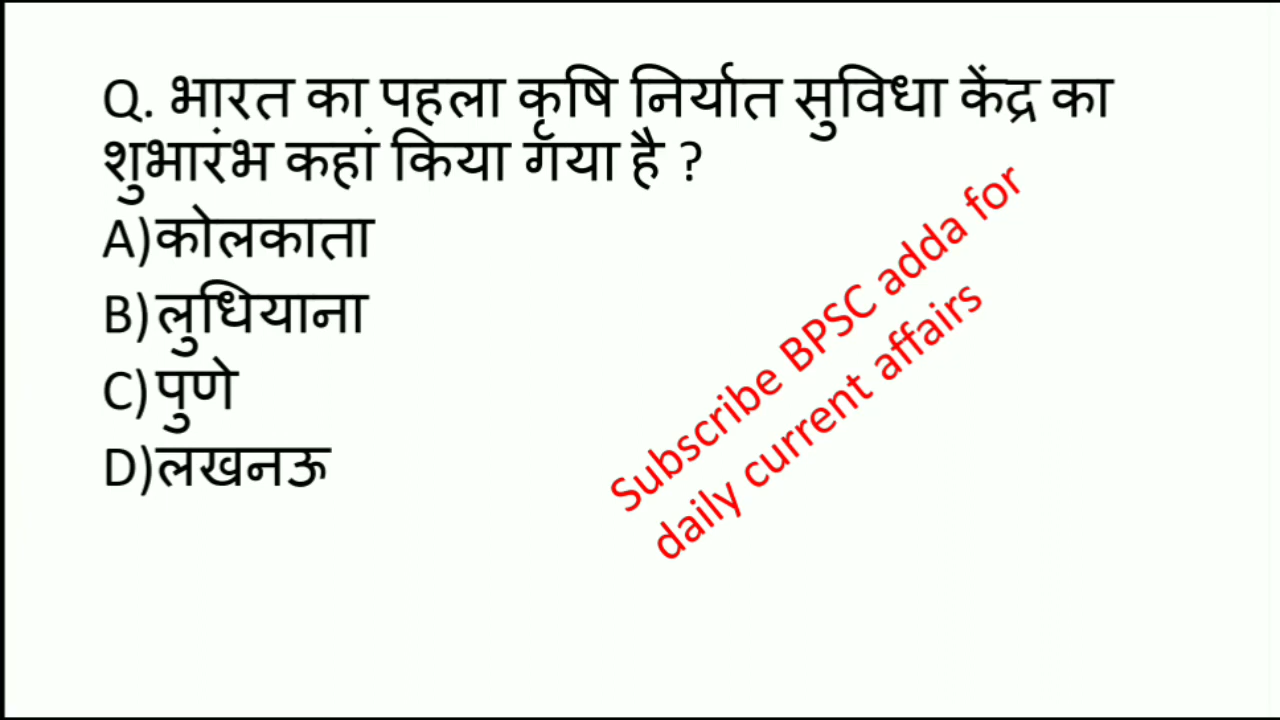 Q. भारत का पहला कृषि निर्यात सुविधा केंद्र का
शुभारंभ कहां किया गया है ?
A)कोलकाता
B)लुधियाना
C)पुणे
D)लखनऊ
Subscribe BPSC adda for
daily current affairs